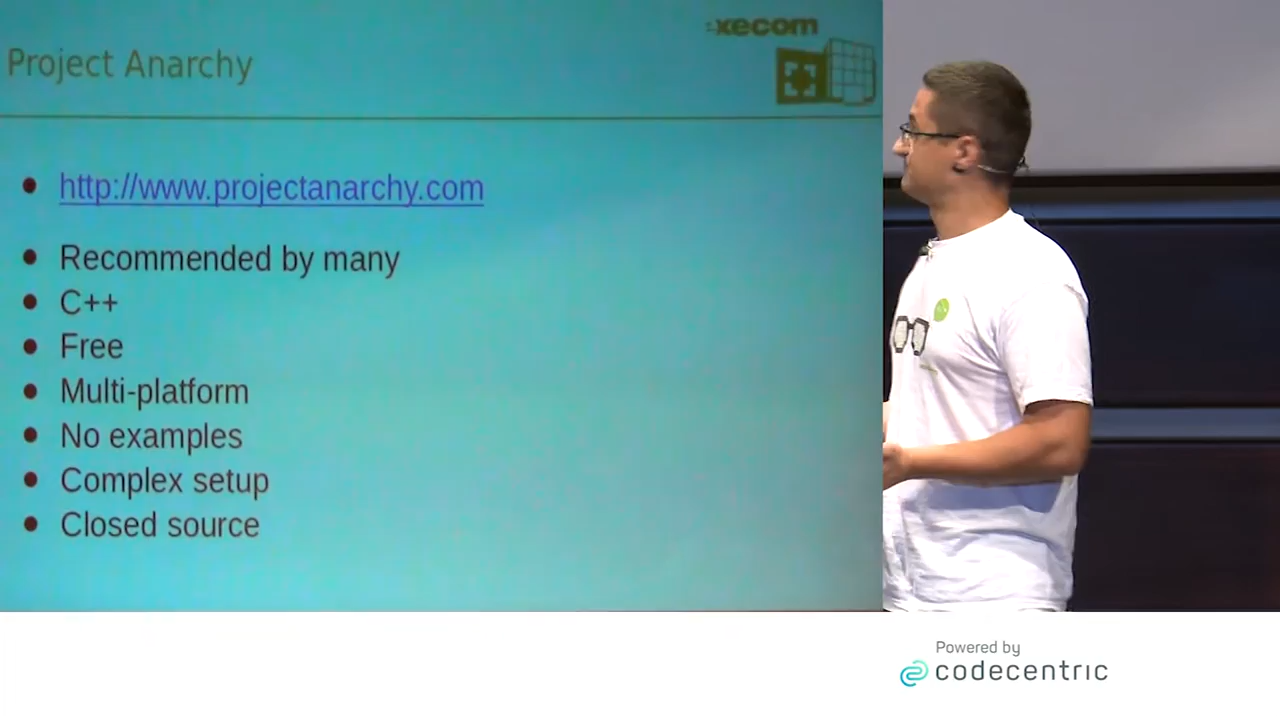 Project Anarchy
xecom
http://www.projectanarchy.com
Recommended by many
C++
Free
Multi-platform
No examples
Complex setup
Closed source
Powered by
codecentric